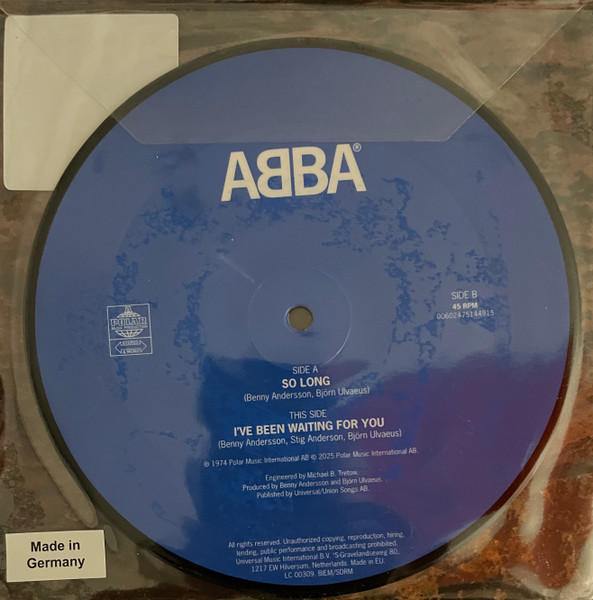 ABBA®
SIDE B
45 RPM
00602475144915
POLAR
SIDE A
SO LONG
(Benny Andersson, Björn Ulvaeus)
THIS SIDE
I'VE BEEN WAITING FOR YOU
(Benny Andersson, Stig Anderson, Björn Ulvaeus)
℗ 1974 Polar Music International AB © 2025 Polar Music International AB.
Engineered by Michael B. Tretow.
Produced by Benny Andersson and Björn Ulvaeus.
Published by Universal/Union Songs AB.
All rights reserved. Unauthorized copying, reproduction, hiring,
lending, public performance and broadcasting prohibited.
Universal Music International B.V. 'S-Gravelandseweg 80,
1217 EW Hilversum, Netherlands. Made in EU.
LC 00309. BIEM/SDRM
Made in
Germany